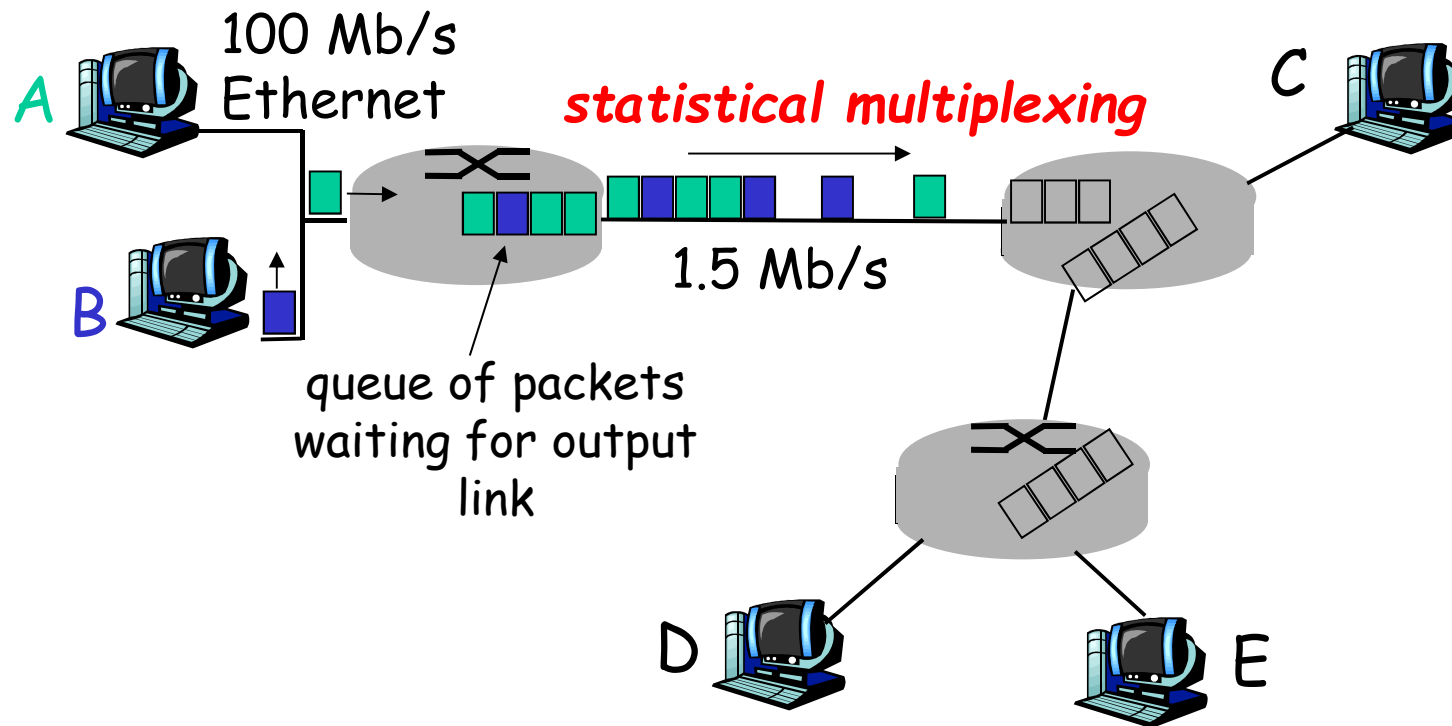 100 Mb/s
Ethernet
A
statistical multiplexing
C
B
1.5 Mb/s
queue of packets
waiting for output
link
D
E